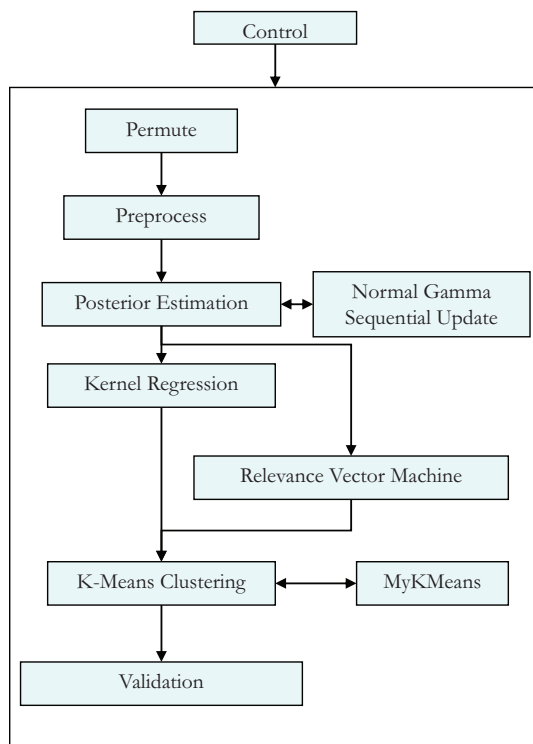 Control
Permute
Preprocess
Posterior Estimation
Normal Gamma
Sequential Update
Kernel Regression
Relevance Vector Machine
K-Means Clustering
MyKMeans
Validation